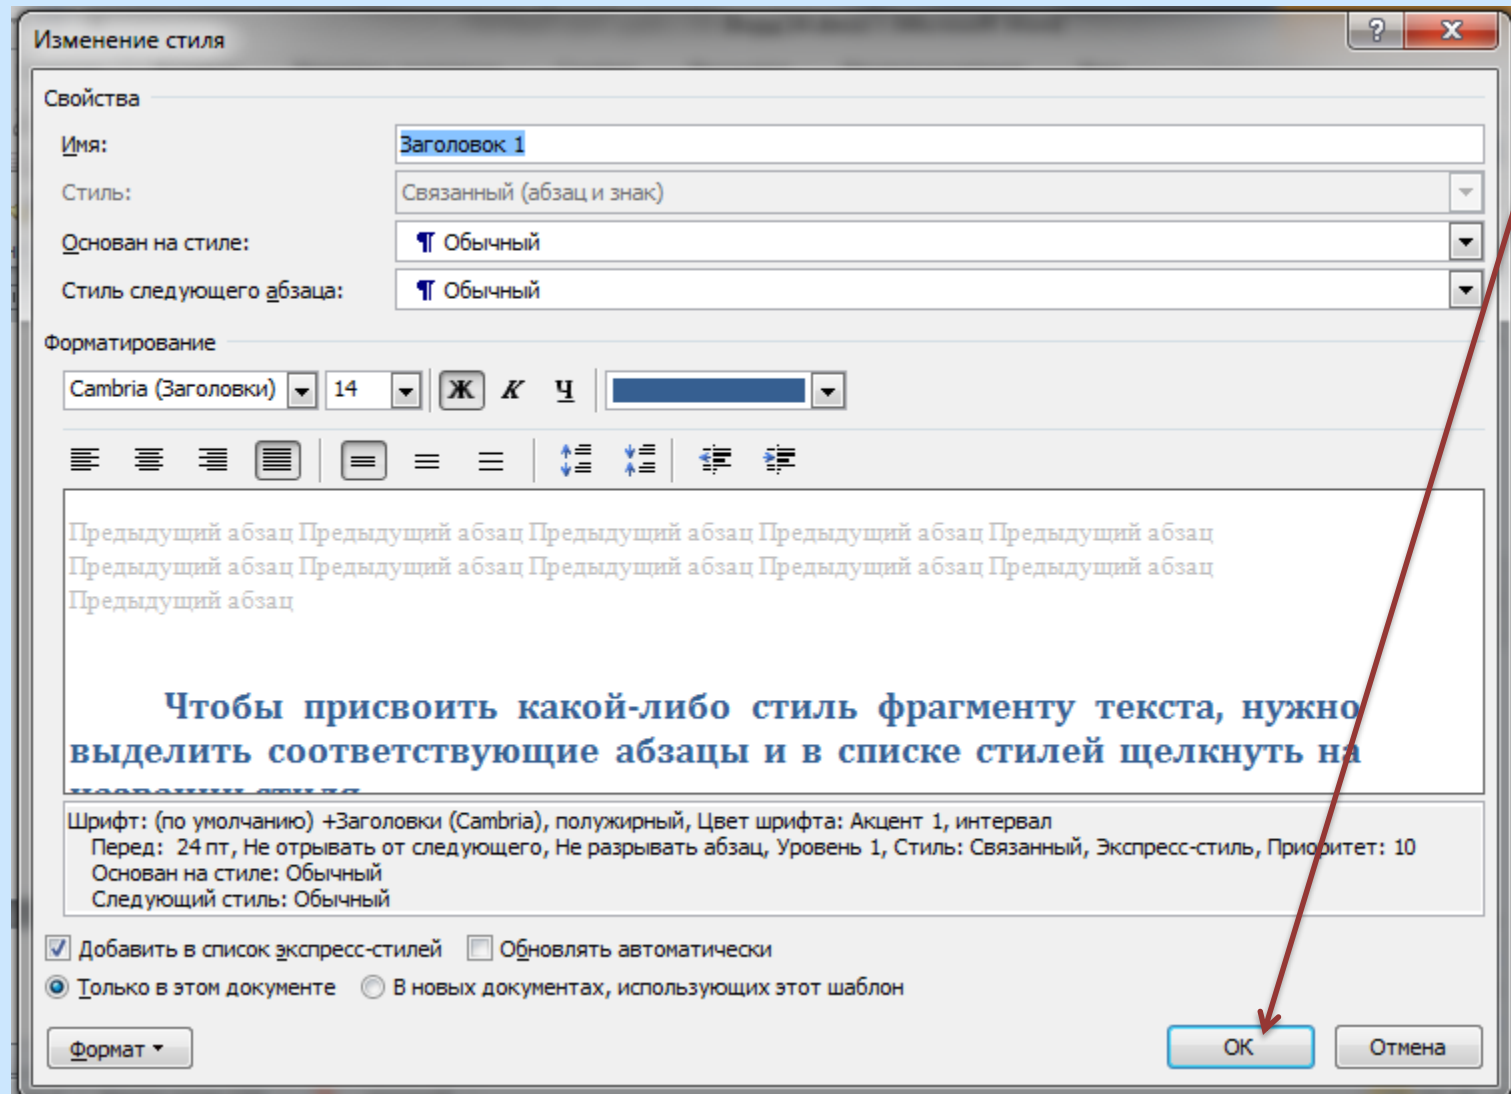 Изменение стиля
Свойства
Имя: Заголовок 1
Стиль: Связанный (абзац и знак)
Основан на стиле: ¶ Обычный
Стиль следующего абзаца: ¶ Обычный
Форматирование
Cambria (Заголовки) 14 Ж К Ч
Предыдущий абзац Предыдущий абзац Предыдущий абзац Предыдущий абзац Предыдущий абзац
Предыдущий абзац Предыдущий абзац Предыдущий абзац Предыдущий абзац Предыдущий абзац
Предыдущий абзац
Чтобы присвоить какой-либо стиль фрагменту текста, нужно
выделить соответствующие абзацы и в списке стилей щелкнуть на
Шрифт: (по умолчанию) +Заголовки (Cambria), полужирный, Цвет шрифта: Акцент 1, интервал
Перед: 24 пт, Не отрывать от следующего, Не разрывать абзац, Уровень 1, Стиль: Связанный, Экспресс-стиль, Приоритет: 10
Основан на стиле: Обычный
Следующий стиль: Обычный
Добавить в список экспресс-стилей Обновлять автоматически
Только в этом документе В новых документах, использующих этот шаблон
Формат OK Отмена